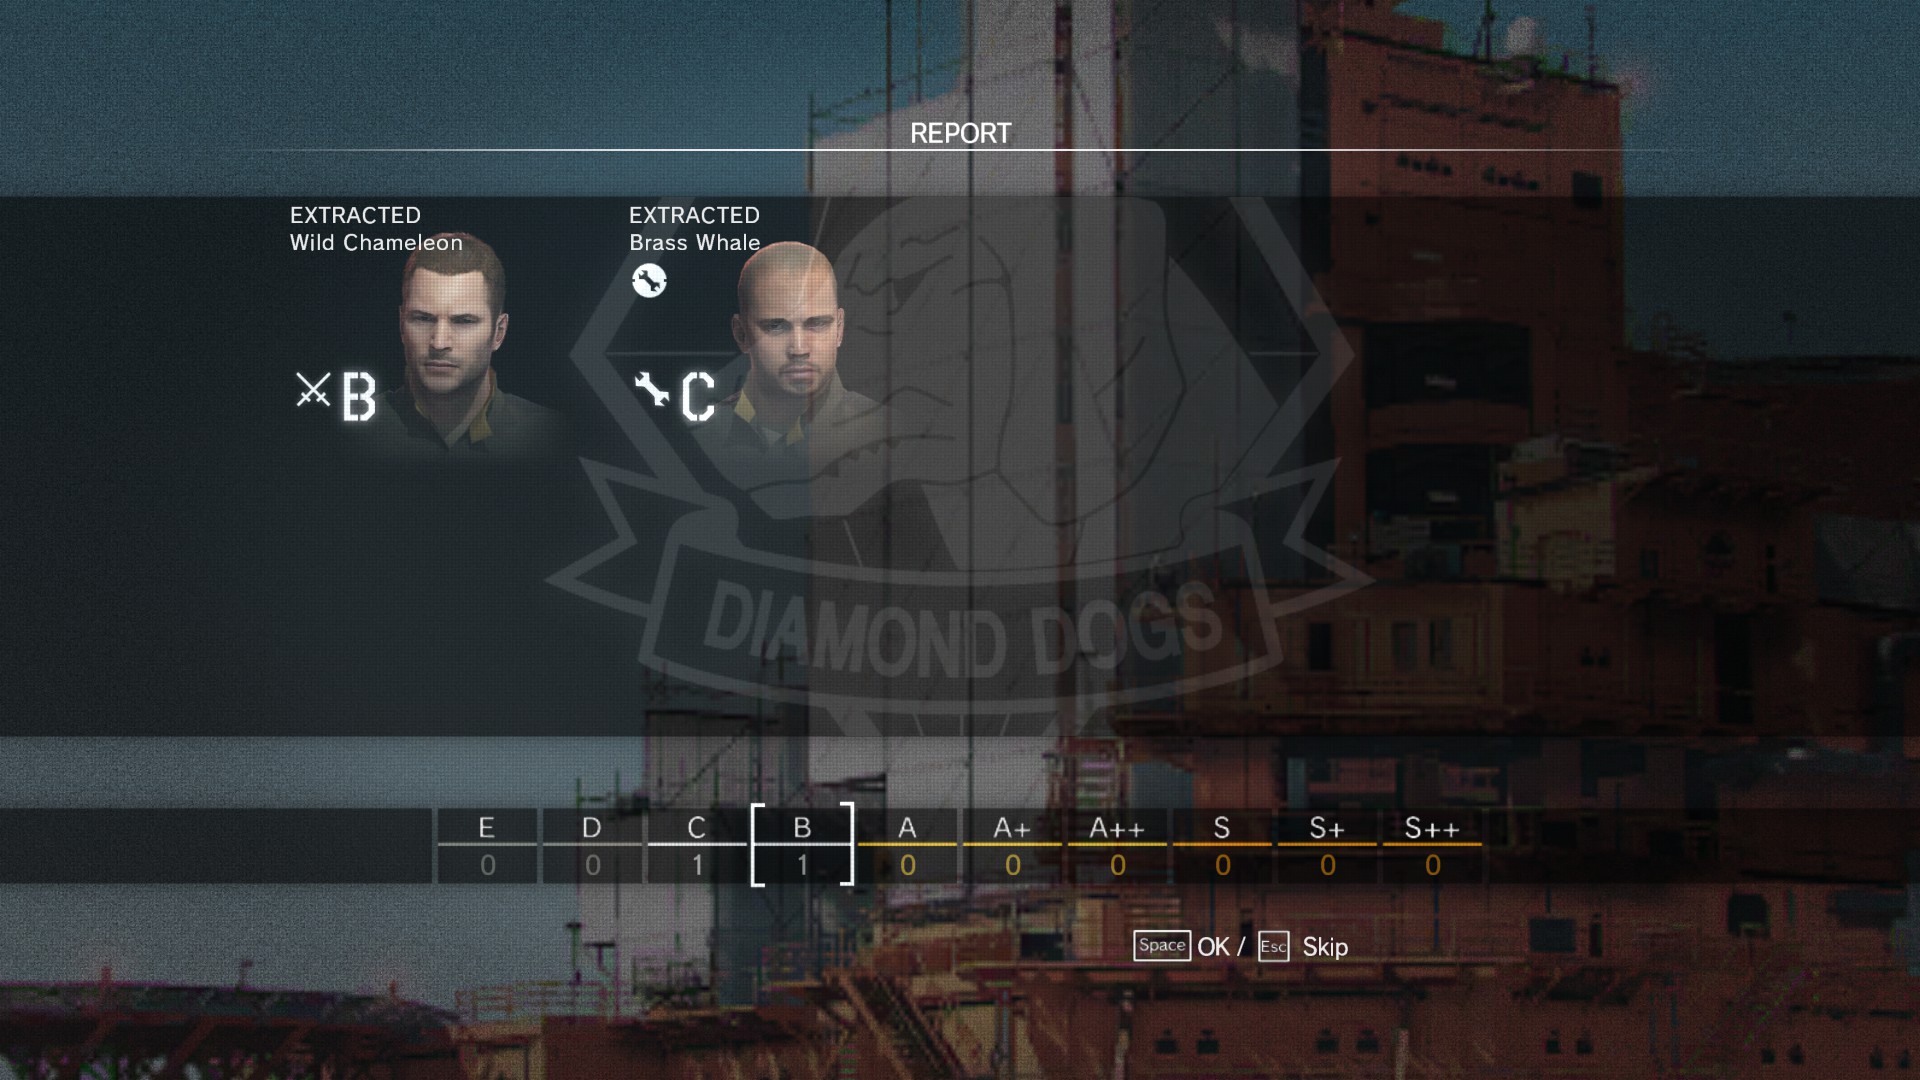 REPORT
EXTRACTED
Wild Chameleon
B
EXTRACTED
Brass Whale
C
DIAMOND DOGS
E D C B A A+ A++ S S+ S++
0 0 1 1 0 0 0 0 0 0
Space OK / Esc Skip